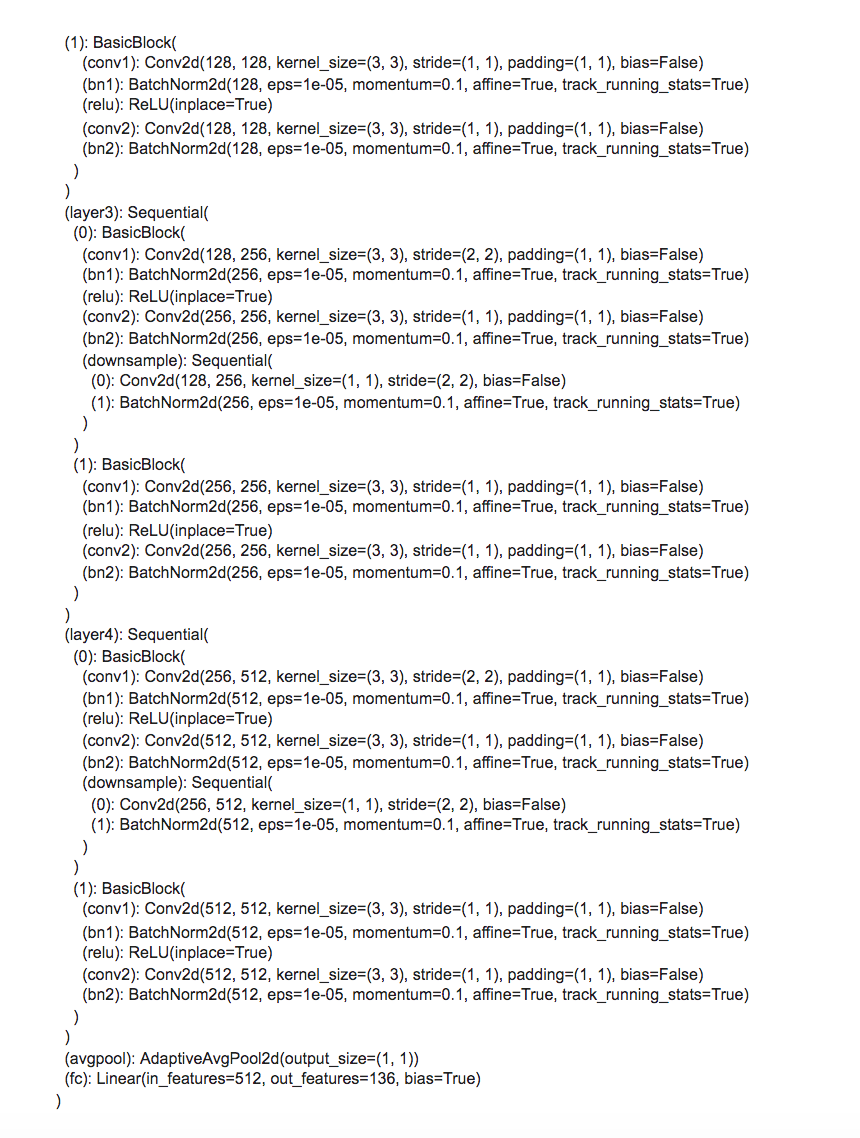 (1): BasicBlock(
(conv1): Conv2d(128, 128, kernel_size=(3, 3), stride=(1, 1), padding=(1, 1), bias=False)
(bn1): BatchNorm2d(128, eps=1e-05, momentum=0.1, affine=True, track_running_stats=True)
(relu): ReLU(inplace=True)
(conv2): Conv2d(128, 128, kernel_size=(3, 3), stride=(1, 1), padding=(1, 1), bias=False)
(bn2): BatchNorm2d(128, eps=1e-05, momentum=0.1, affine=True, track_running_stats=True)
)
)
(layer3): Sequential(
(0): BasicBlock(
(conv1): Conv2d(128, 256, kernel_size=(3, 3), stride=(2, 2), padding=(1, 1), bias=False)
(bn1): BatchNorm2d(256, eps=1e-05, momentum=0.1, affine=True, track_running_stats=True)
(relu): ReLU(inplace=True)
(conv2): Conv2d(256, 256, kernel_size=(3, 3), stride=(1, 1), padding=(1, 1), bias=False)
(bn2): BatchNorm2d(256, eps=1e-05, momentum=0.1, affine=True, track_running_stats=True)
(downsample): Sequential(
(0): Conv2d(128, 256, kernel_size=(1, 1), stride=(2, 2), bias=False)
(1): BatchNorm2d(256, eps=1e-05, momentum=0.1, affine=True, track_running_stats=True)
)
)
(1): BasicBlock(
(conv1): Conv2d(256, 256, kernel_size=(3, 3), stride=(1, 1), padding=(1, 1), bias=False)
(bn1): BatchNorm2d(256, eps=1e-05, momentum=0.1, affine=True, track_running_stats=True)
(relu): ReLU(inplace=True)
(conv2): Conv2d(256, 256, kernel_size=(3, 3), stride=(1, 1), padding=(1, 1), bias=False)
(bn2): BatchNorm2d(256, eps=1e-05, momentum=0.1, affine=True, track_running_stats=True)
)
)
(layer4): Sequential(
(0): BasicBlock(
(conv1): Conv2d(256, 512, kernel_size=(3, 3), stride=(2, 2), padding=(1, 1), bias=False)
(bn1): BatchNorm2d(512, eps=1e-05, momentum=0.1, affine=True, track_running_stats=True)
(relu): ReLU(inplace=True)
(conv2): Conv2d(512, 512, kernel_size=(3, 3), stride=(1, 1), padding=(1, 1), bias=False)
(bn2): BatchNorm2d(512, eps=1e-05, momentum=0.1, affine=True, track_running_stats=True)
(downsample): Sequential(
(0): Conv2d(256, 512, kernel_size=(1, 1), stride=(2, 2), bias=False)
(1): BatchNorm2d(512, eps=1e-05, momentum=0.1, affine=True, track_running_stats=True)
)
)
(1): BasicBlock(
(conv1): Conv2d(512, 512, kernel_size=(3, 3), stride=(1, 1), padding=(1, 1), bias=False)
(bn1): BatchNorm2d(512, eps=1e-05, momentum=0.1, affine=True, track_running_stats=True)
(relu): ReLU(inplace=True)
(conv2): Conv2d(512, 512, kernel_size=(3, 3), stride=(1, 1), padding=(1, 1), bias=False)
(bn2): BatchNorm2d(512, eps=1e-05, momentum=0.1, affine=True, track_running_stats=True)
)
)
(avgpool): AdaptiveAvgPool2d(output_size=(1, 1))
(fc): Linear(in_features=512, out_features=136, bias=True)
)